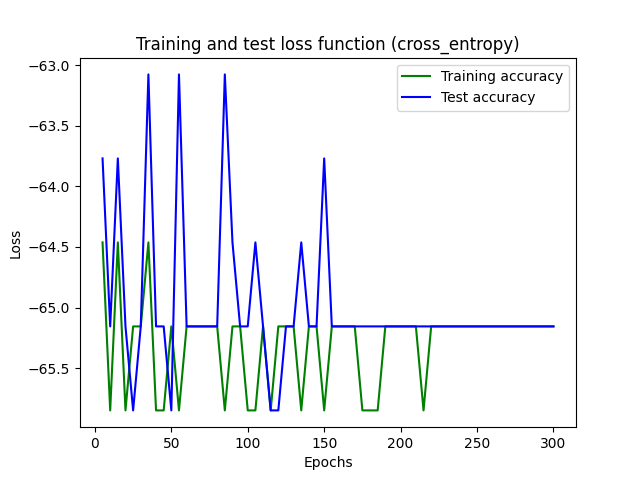 Training and test loss function (cross_entropy)
Training accuracy
Test accuracy
−63.0
−63.5
−64.0
−64.5
−65.0
−65.5
Loss
0
50
100
150
200
250
300
Epochs